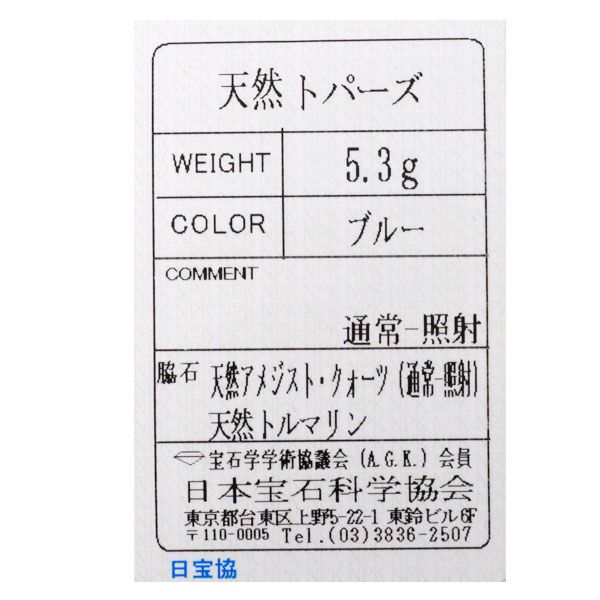 天然トパーズ
WEIGHT 5.3g
COLOR ブルー
COMMENT
通常-照射
脇石 天然アメジスト・クォーツ(通常-照射)
天然トルマリン
宝石学学術協議会(A.G.K.)会員
日本宝石科学協会
東京都台東区上野5-22-1 東鈴ビル6F
〒110-0005 Tel.(03)3836-2507
日宝協